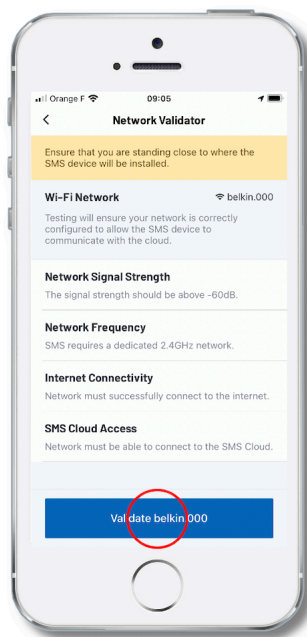 Orange F 09:05
Network Validator
Ensure that you are standing close to where the
SMS device will be installed.
Wi-Fi Network belkin.000
Testing will ensure your network is correctly
configured to allow the SMS device to
communicate with the cloud.
Network Signal Strength
The signal strength should be above -60dB.
Network Frequency
SMS requires a dedicated 2.4GHz network.
Internet Connectivity
Network must successfully connect to the internet.
SMS Cloud Access
Network must be able to connect to the SMS Cloud.
Validate belkin.000